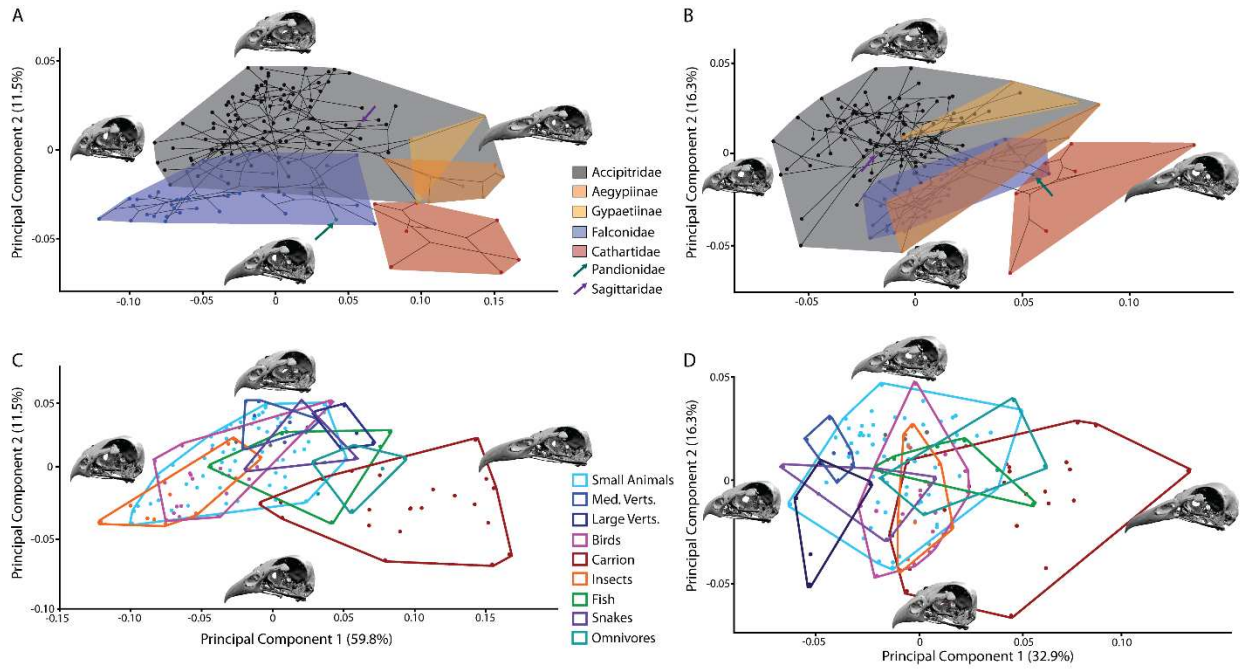 A
Principal Component 2 (11.5%)
0.05
0
-0.05
-0.10
-0.05
0
0.05
0.10
0.15
Accipitridae
Aegypiinae
Gypaetiinae
Falconidae
Cathartidae
Pandionidae
Sagittaridae
B
Principal Component 2 (16.3%)
0.05
0
-0.05
-0.05
0
0.05
0.10
C
Principal Component 2 (11.5%)
0.05
0
-0.05
-0.10
-0.15
-0.10
-0.05
0
0.05
0.10
0.15
Principal Component 1 (59.8%)
Small Animals
Med. Verts.
Large Verts.
Birds
Carrion
Insects
Fish
Snakes
Omnivores
D
Principal Component 2 (16.3%)
0.05
0
-0.05
-0.05
0
0.05
0.10
Principal Component 1 (32.9%)